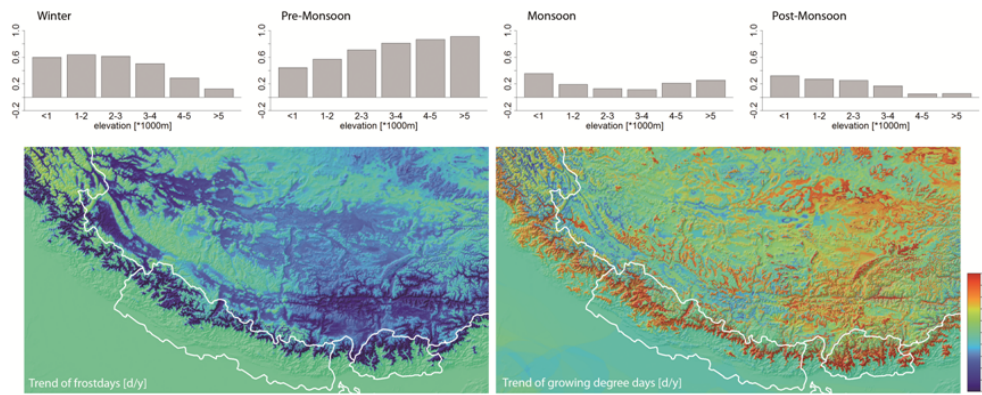 Winter
Pre-Monsoon
Monsoon
Post-Monsoon
1.0
0.6
0.2
-0.2
<1 1-2 2-3 3-4 4-5 >5
elevation [*1000m]
1.0
0.6
0.2
-0.2
<1 1-2 2-3 3-4 4-5 >5
elevation [*1000m]
1.0
0.6
0.2
-0.2
<1 1-2 2-3 3-4 4-5 >5
elevation [*1000m]
1.0
0.6
0.2
-0.2
<1 1-2 2-3 3-4 4-5 >5
elevation [*1000m]
Trend of frostdays [d/y]
Trend of growing degree days [d/y]